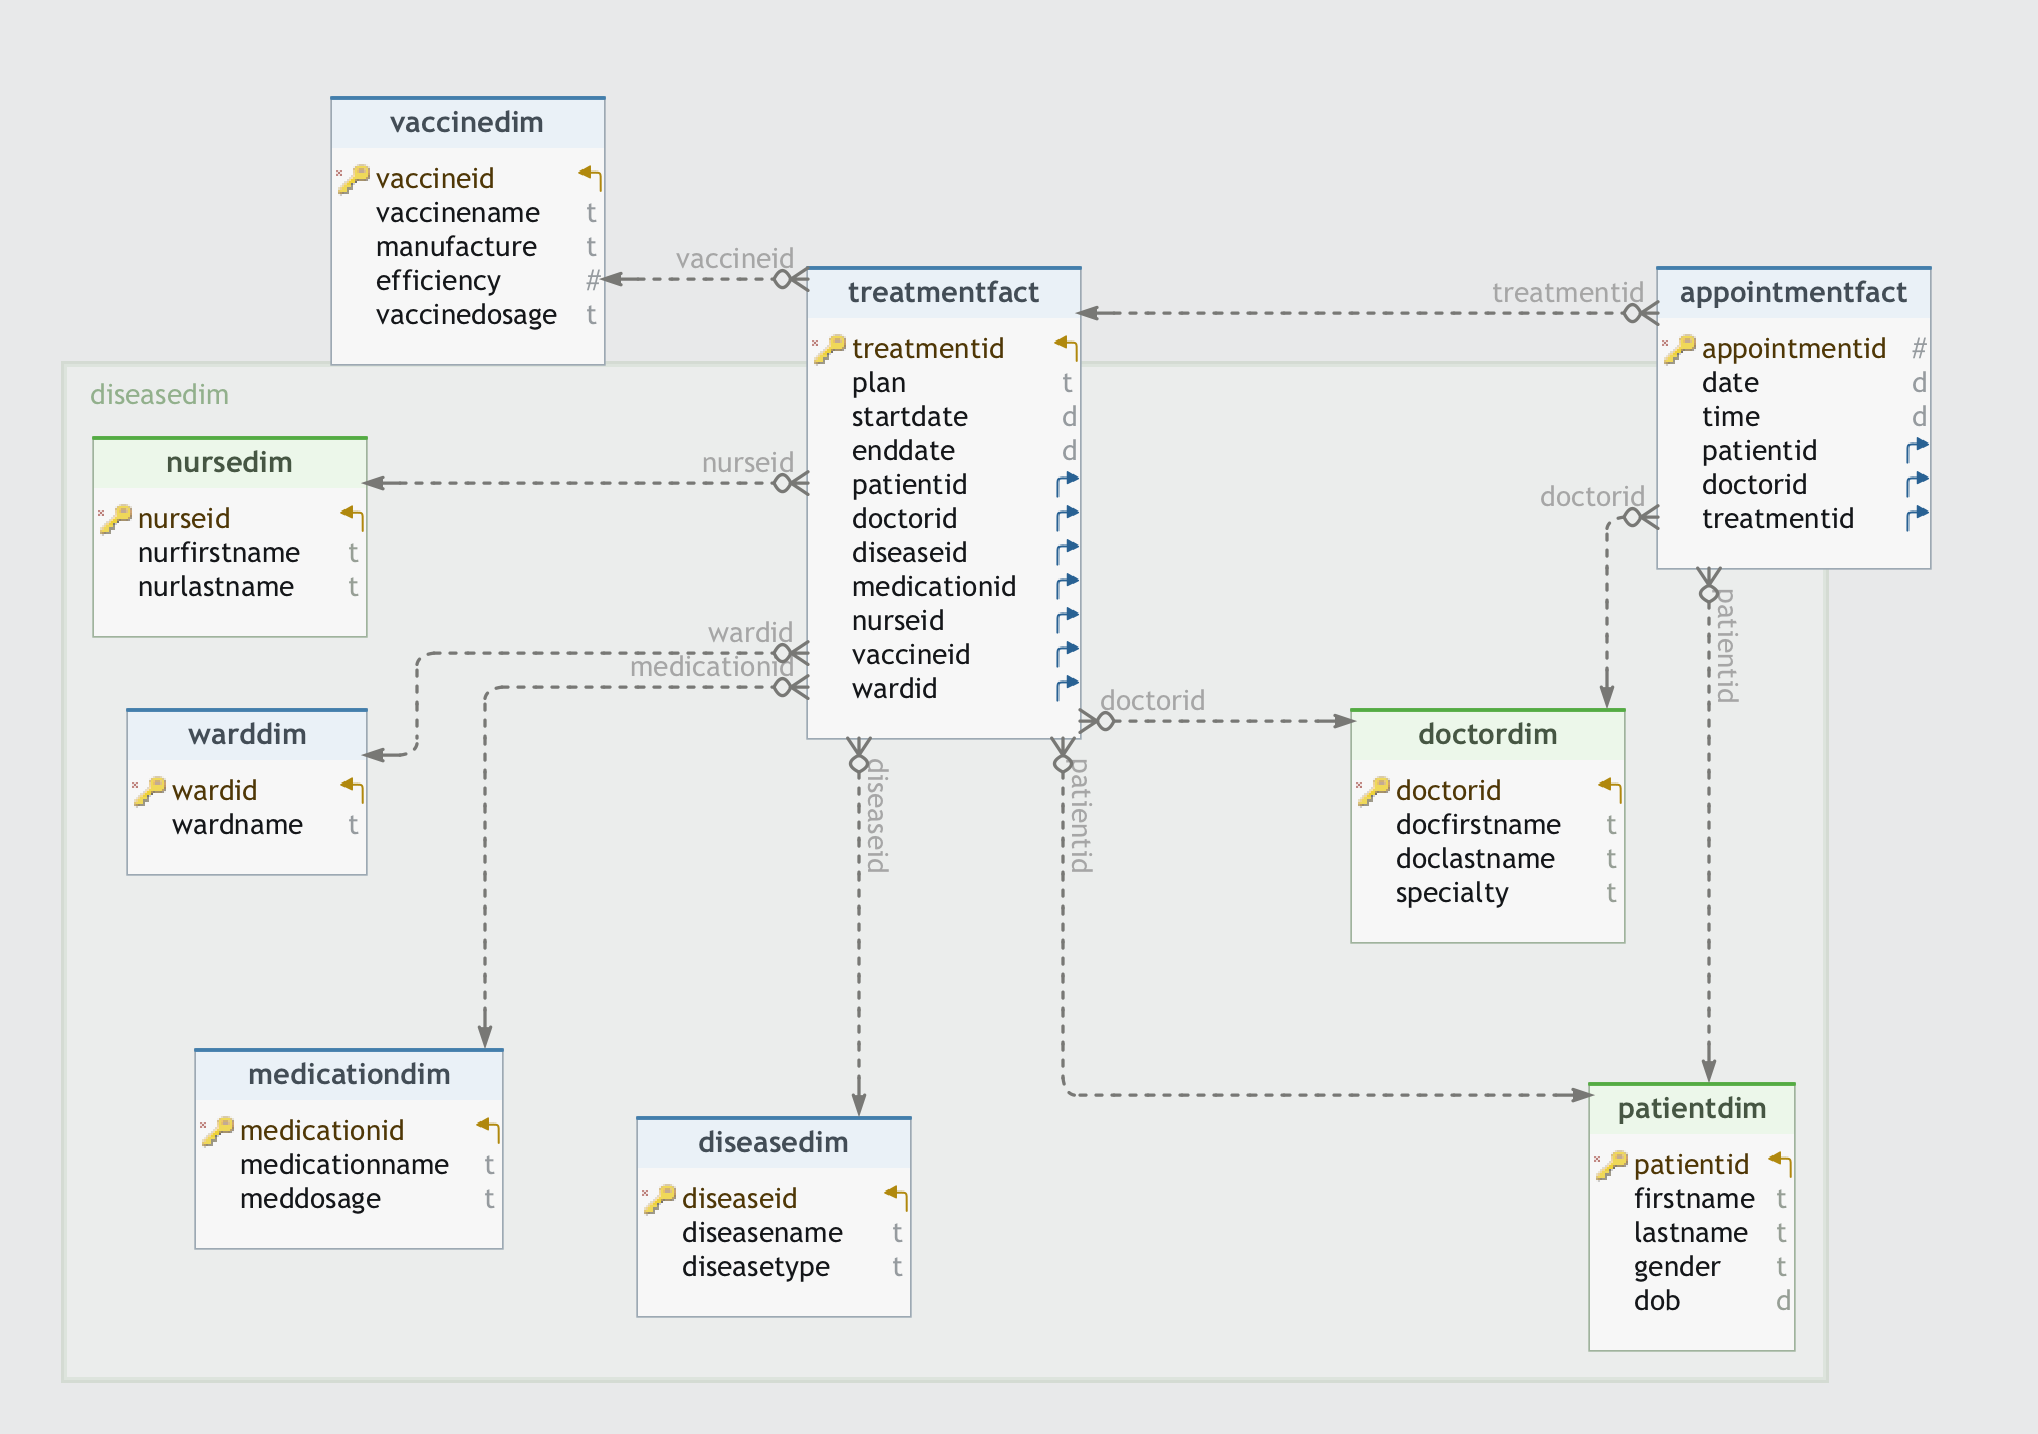 vaccinedim
vaccineid
vaccinename t
manufacture t
efficiency #
vaccinedosage t
vaccineid
treatmentfact
treatmentid
plan t
startdate d
enddate d
patientid
doctorid
diseaseid
medicationid
nurseid
vaccineid
wardid
treatmentid
appointmentfact
appointmentid #
date d
time d
patientid
doctorid
treatmentid
diseasedim
nursedim
nurseid
nurfirstname t
nurlastname t
nurseid
doctorid
patientid
wardid
medicationid
warddim
wardid
wardname t
doctorid
diseaseid
patientid
doctordim
doctorid
docfirstname t
doclastname t
specialty t
medicationdim
medicationid
medicationname t
meddosage t
diseasedim
diseaseid
diseasename t
diseasetype t
patientdim
patientid
firstname t
lastname t
gender t
dob d